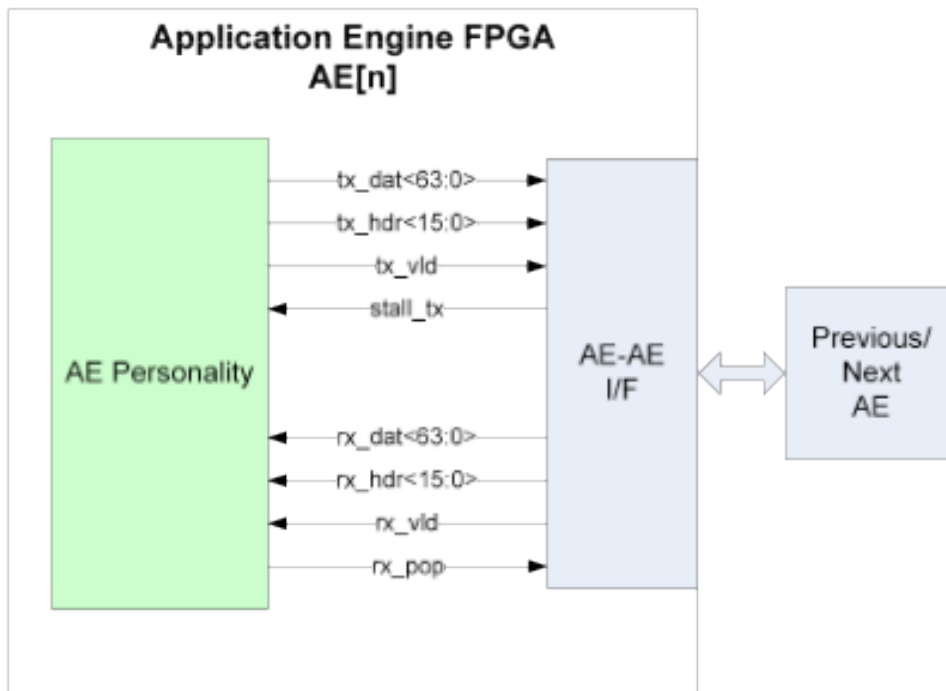 Application Engine FPGA
AE[n]
tx_dat<63:0>
tx_hdr<15:0>
tx_vld
stall_tx
AE Personality
AE-AE
I/F
Previous/
Next
AE
rx_dat<63:0>
rx_hdr<15:0>
rx_vld
rx_pop